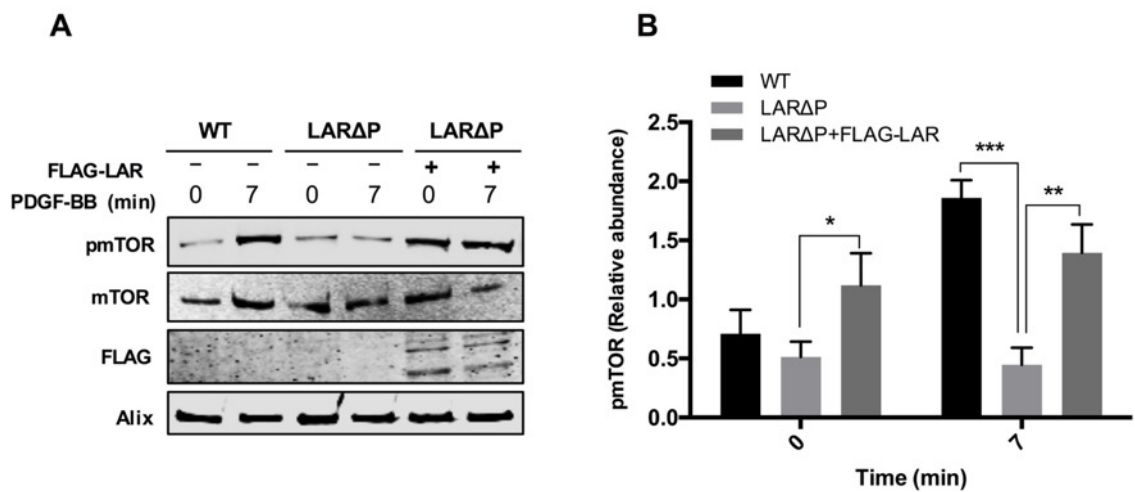 A
WT LARΔP LARΔP
FLAG-LAR − − − − + +
PDGF-BB (min) 0 7 0 7 0 7
pmTOR
mTOR
FLAG
Alix
B
WT
LARΔP
LARΔP+FLAG-LAR
pmTOR (Relative abundance)
2.5
2.0
1.5
1.0
0.5
0.0
*
***
**
0 7
Time (min)